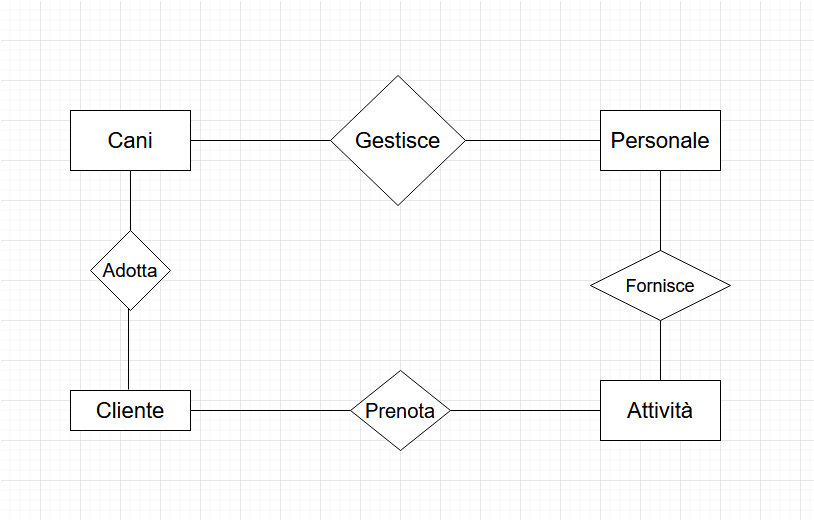 Cani
Gestisce
Personale
Adotta
Fornisce
Cliente
Prenota
Attività